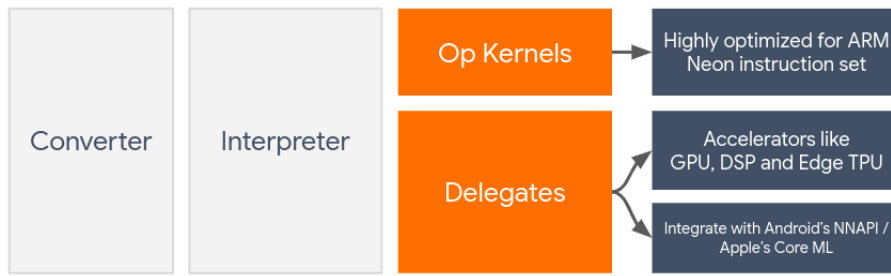 Converter
Interpreter
Op Kernels
Highly optimized for ARM
Neon instruction set
Delegates
Accelerators like
GPU, DSP and Edge TPU
Integrate with Android's NNAPI /
Apple's Core ML